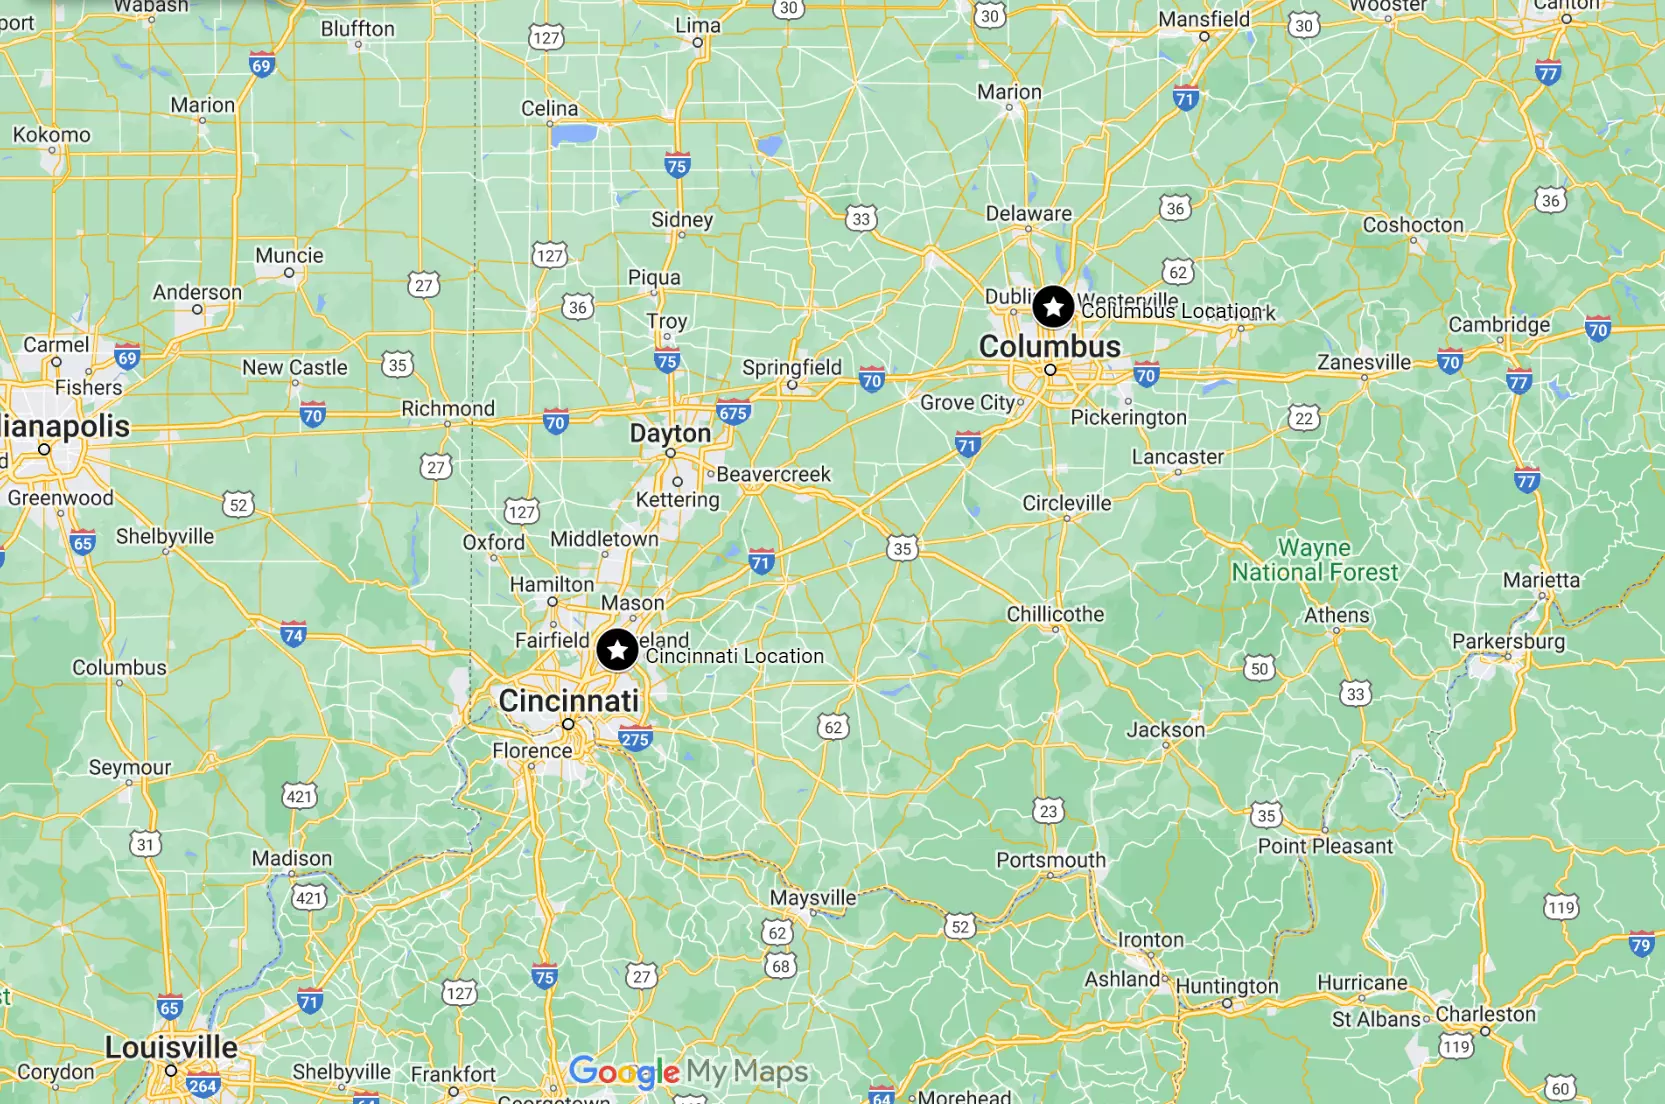 Wabash
port
Bluffton
127
Lima
30
30
Mansfield
30
Wooster
Canton
69
77
Marion
Celina
Marion
71
Kokomo
75
Sidney
33
Delaware
36
Coshocton
36
Muncie
127
Piqua
62
27
Anderson
36
Troy
Westerville
Columbus Location
Cambridge
70
Carmel
69
35
75
Columbus
Fishers
New Castle
Springfield
70
70
Zanesville
70
77
70
Richmond
70
675
Grove City
Pickerington
22
dianapolis
Dayton
71
Beavercreek
Lancaster
27
Greenwood
52
127
Kettering
Circleville
77
65
Shelbyville
Oxford
Middletown
71
35
Wayne
National Forest
Hamilton
Mason
Chillicothe
Marietta
74
Fairfield
eland
Athens
Parkersburg
Cincinnati Location
Columbus
50
33
Cincinnati
275
62
Jackson
Florence
Seymour
421
23
35
31
Point Pleasant
Madison
Portsmouth
421
Maysville
52
119
62
68
Ironton
79
75
27
Ashland
Huntington
Hurricane
127
65
71
St Albans
Charleston
119
Louisville
Corydon
264
Shelbyville
Frankfort
Google My Maps
60
64
Georgetown
64
Morehead